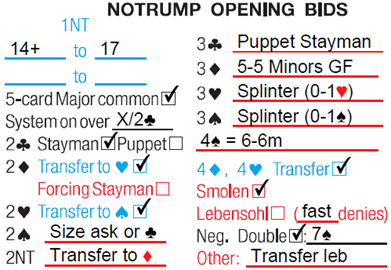 NOTRUMP OPENING BIDS
1NT
14+ to 17
to
5-card Major common ☑
System on over X/2♣
2♣ Stayman ☑ Puppet ☐
2♦ Transfer to ♥ ☑
Forcing Stayman ☐
2♥ Transfer to ♠ ☑
2♠ Size ask or ♣
2NT Transfer to ♦
3♣ Puppet Stayman
3♦ 5-5 Minors GF
3♥ Splinter (0-1♥)
3♠ Splinter (0-1♠)
4♠ = 6-6m
4♦, 4♥ Transfer ☑
Smolen ☑
Lebensohl ☐ (fast denies)
Neg. Double ☑: 7♠
Other: Transfer leb